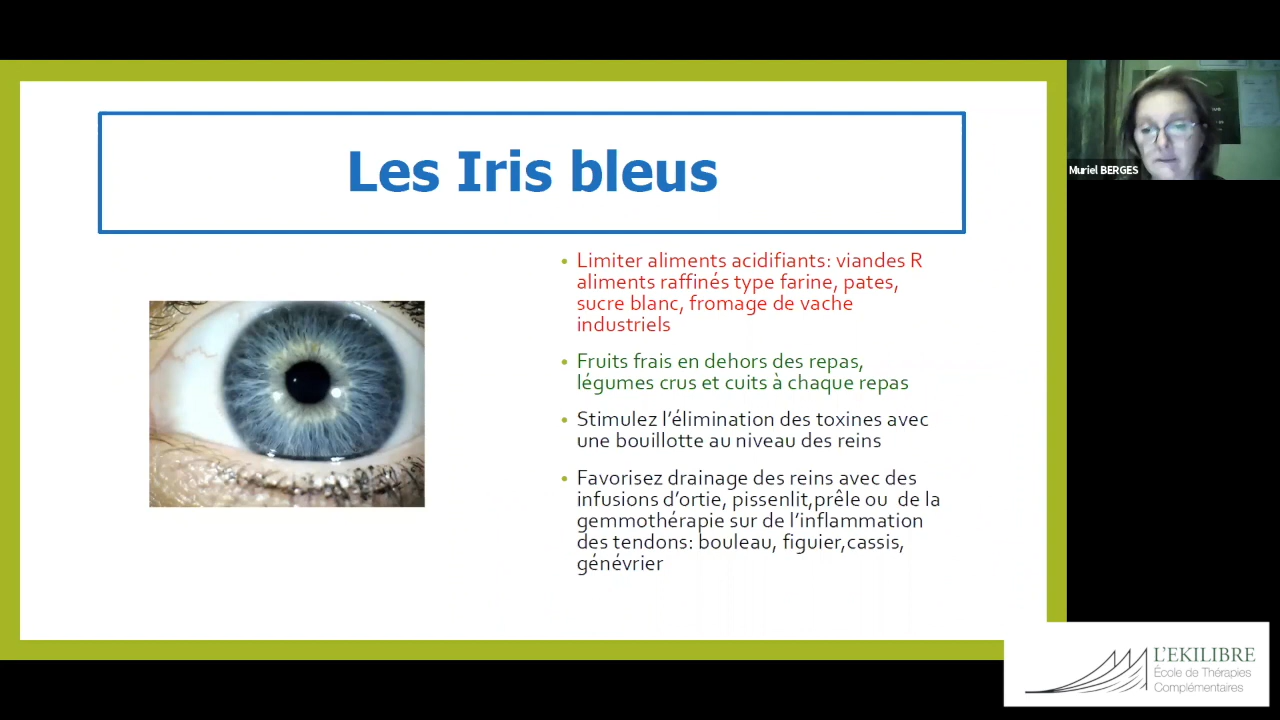 Les Iris bleus
• Limiter aliments acidifiants: viandes R
aliments raffinés type farine, pates,
sucre blanc, fromage de vache
industriels
• Fruits frais en dehors des repas,
légumes crus et cuits à chaque repas
• Stimulez l’élimination des toxines avec
une bouillotte au niveau des reins
• Favorisez drainage des reins avec des
infusions d’ortie, pissenlit,prêle ou de la
gemmothérapie sur de l’inflammation
des tendons: bouleau, figuier,cassis,
génévrier
Muriel BERGES
L’EKILIBRE
École de Thérapies
Complémentaires